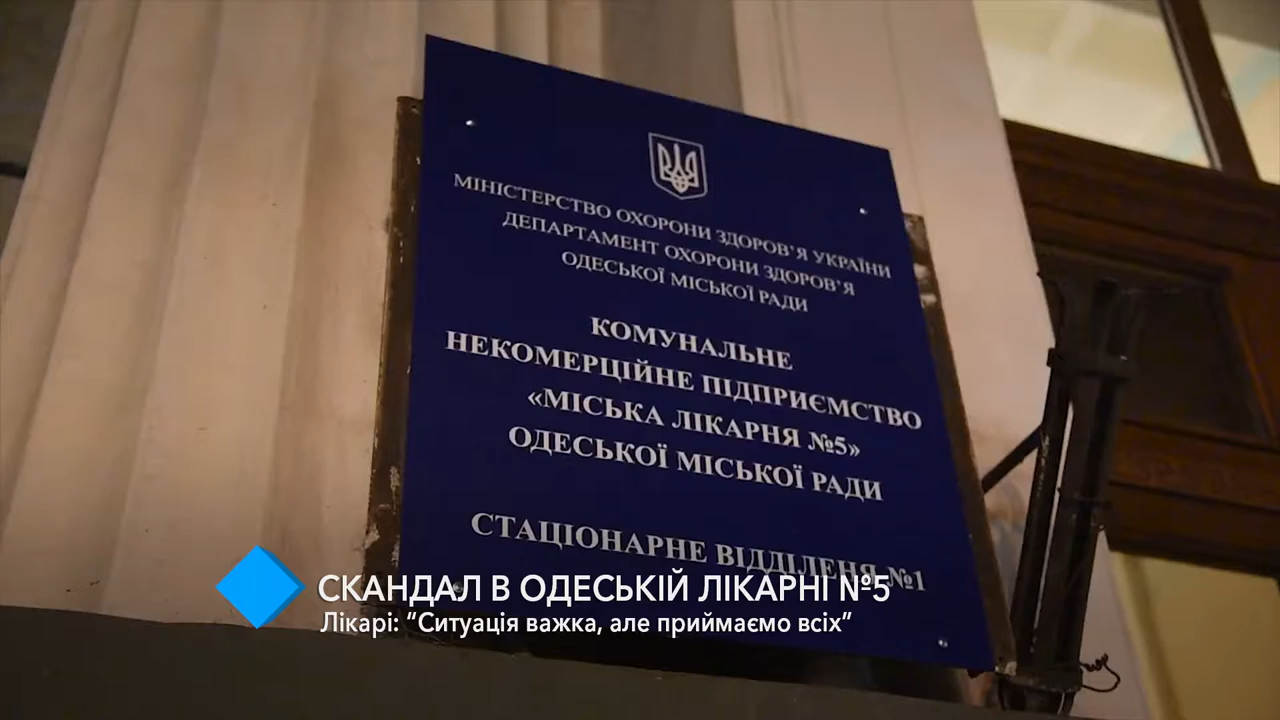 МІНІСТЕРСТВО ОХОРОНИ ЗДОРОВ'Я УКРАЇНИ
ДЕПАРТАМЕНТ ОХОРОНИ ЗДОРОВ'Я
ОДЕСЬКОЇ МІСЬКОЇ РАДИ
КОМУНАЛЬНЕ
НЕКОМЕРЦІЙНЕ ПІДПРИЄМСТВО
«МІСЬКА ЛІКАРНЯ №5»
ОДЕСЬКОЇ МІСЬКОЇ РАДИ
СТАЦІОНАРНЕ ВІДДІЛЕНЯ №1
СКАНДАЛ В ОДЕСЬКІЙ ЛІКАРНІ №5
Лікарі: “Ситуація важка, але приймаємо всіх”